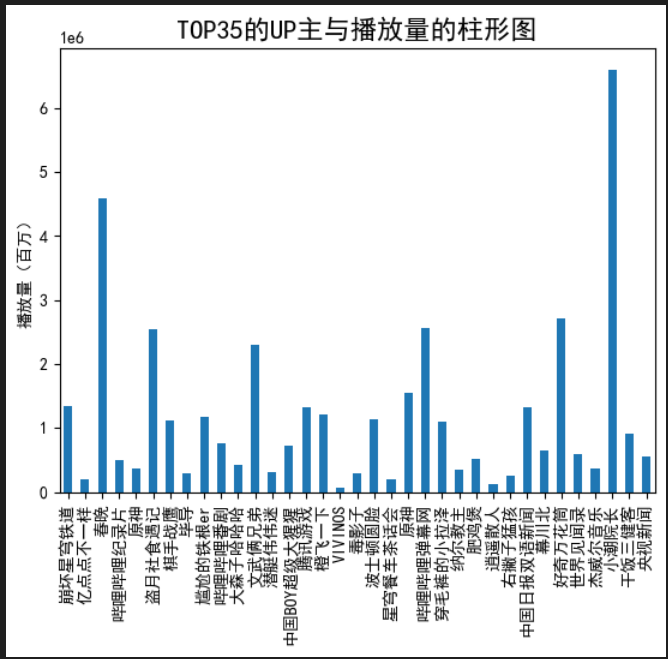 TOP35的UP主与播放量的柱形图
1e6
播放量（百万）
6
5
4
3
2
1
0
崩坏星穹铁道
亿点点不一样
春晚
哔哩哔哩纪录片
原神
盗月社食遇记
棋手战鹰
毕导
尴尬的铁根er
哔哩哔哩番剧
大森子哈哈哈
文武俩兄弟
潜艇伟伟迷
中国BOY超级大猩猩
腾讯游戏
橙飞一下
VIVINOS
毒影子
波士顿圆脸
星穹餐车茶话会
原神
哔哩哔哩弹幕网
穿毛裤的小拉泽
纳尔教主
肥鸡煲
逍遥散人
右撇子猛孩
中国日报双语新闻
幕川北
好奇万花筒
世界见闻录
杰威尔音乐
小潮院长
干饭三健客
央视新闻